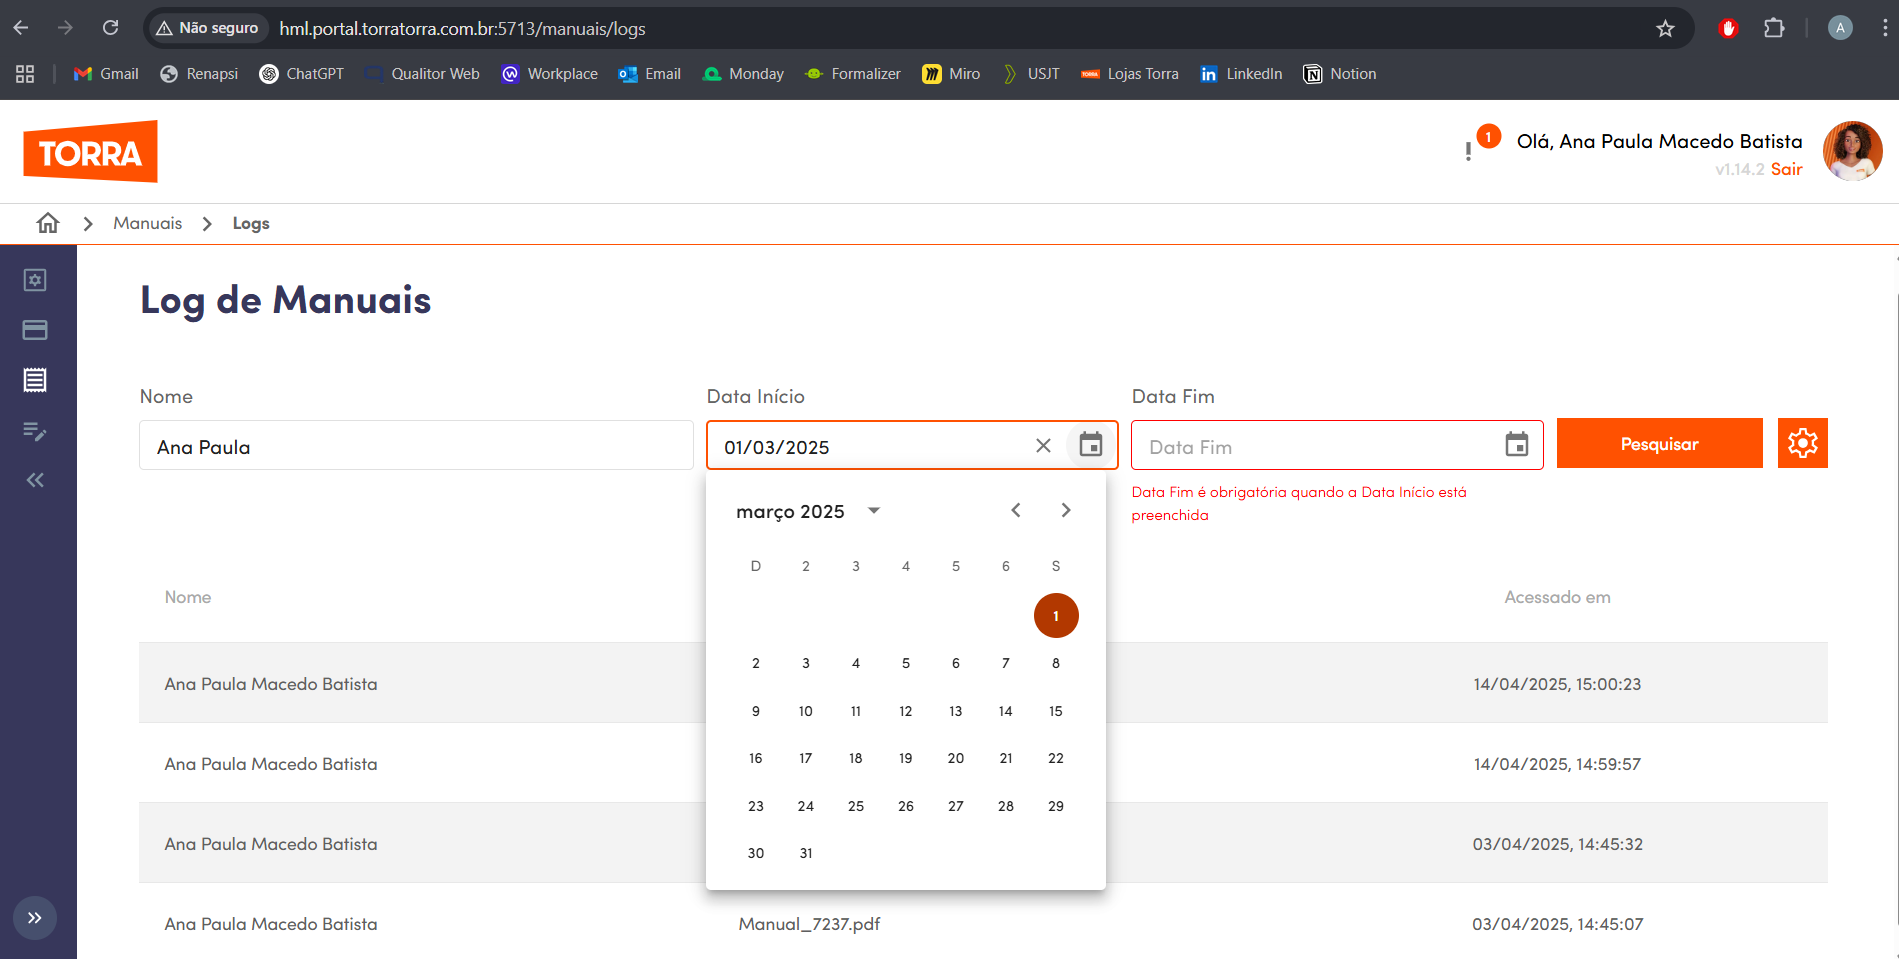 Não seguro hml.portal.torratorra.com.br:5713/manuais/logs A
Gmail Renapsi ChatGPT Qualitor Web Workplace Email Monday Formalizer Miro USJT Lojas Torra LinkedIn Notion
TORRA
1
Olá, Ana Paula Macedo Batista
v1.14.2 Sair
Manuais Logs
Log de Manuais
Nome Data Início Data Fim
Ana Paula 01/03/2025 Data Fim Pesquisar
Data Fim é obrigatória quando a Data Início está
preenchida
março 2025
D 2 3 4 5 6 S
1
2 3 4 5 6 7 8
9 10 11 12 13 14 15
16 17 18 19 20 21 22
23 24 25 26 27 28 29
30 31
Nome Acessado em
Ana Paula Macedo Batista 14/04/2025, 15:00:23
Ana Paula Macedo Batista 14/04/2025, 14:59:57
Ana Paula Macedo Batista 03/04/2025, 14:45:32
Ana Paula Macedo Batista Manual_7237.pdf 03/04/2025, 14:45:07